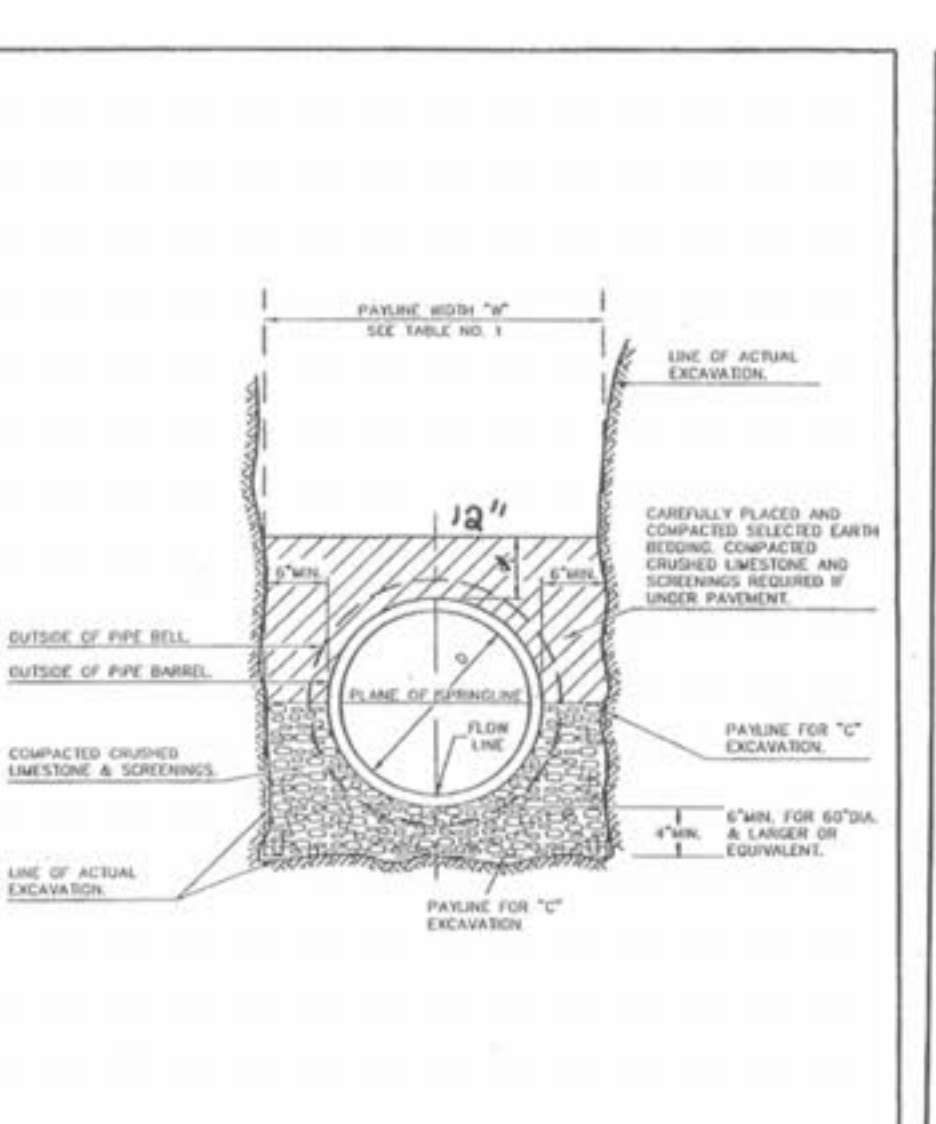 PAYLINE WIDTH "W"
SEE TABLE NO. 1
LINE OF ACTUAL
EXCAVATION.
12"
6"MIN.
6"MIN.
CAREFULLY PLACED AND
COMPACTED SELECTED EARTH
BEDDING. COMPACTED
CRUSHED LIMESTONE AND
SCREENINGS REQUIRED IF
UNDER PAVEMENT.
OUTSIDE OF PIPE BELL.
OUTSIDE OF PIPE BARREL.
D
PLANE OF SPRINGLINE
FLOW
LINE
PAYLINE FOR "C"
EXCAVATION.
COMPACTED CRUSHED
LIMESTONE & SCREENINGS.
4"MIN.
6"MIN. FOR 60"DIA.
& LARGER OR
EQUIVALENT.
LINE OF ACTUAL
EXCAVATION.
PAYLINE FOR "C"
EXCAVATION